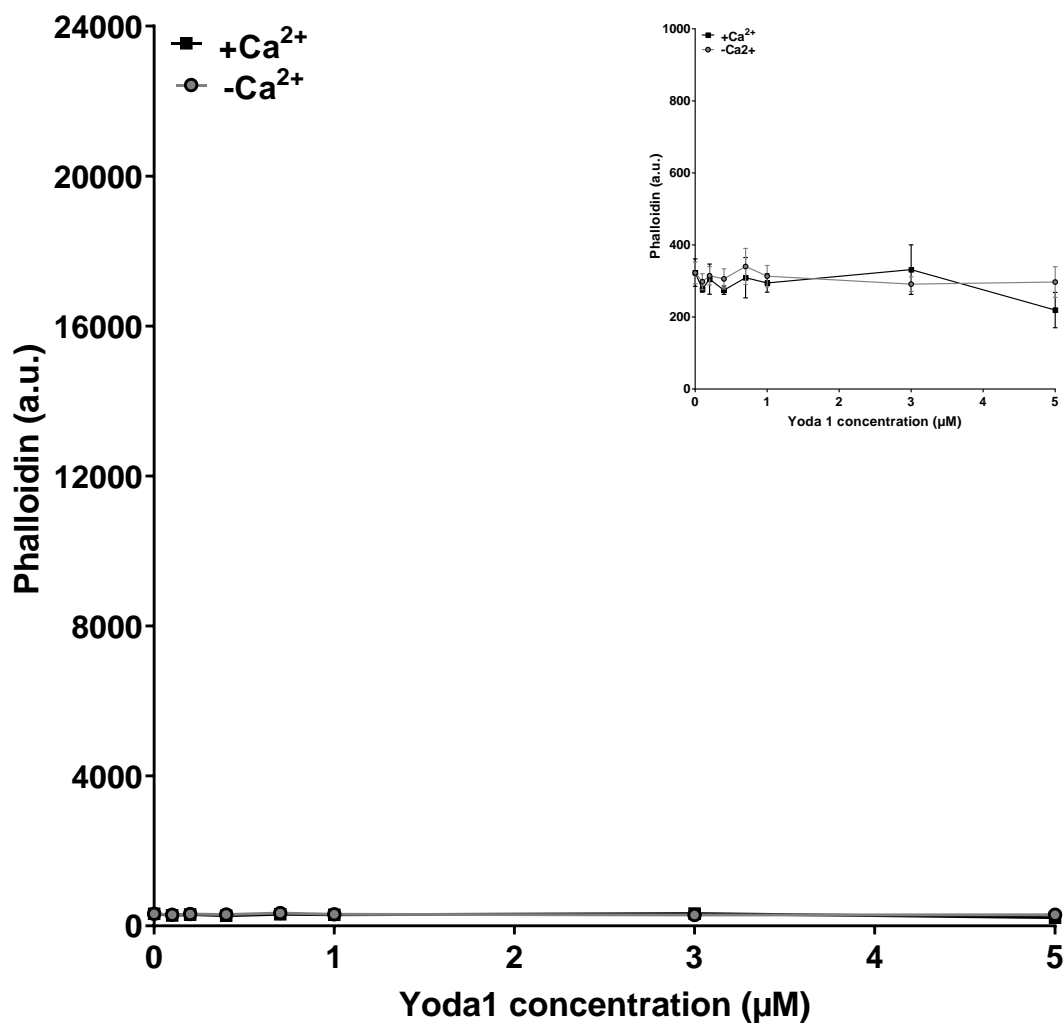 24000
20000
16000
12000
8000
4000
0
Phalloidin (a.u.)
+Ca²⁺
-Ca²⁺
0 1 2 3 4 5
Yoda1 concentration (µM)
1000
800
600
400
200
0
Phalloidin (a.u.)
+Ca²⁺
-Ca2+
0 1 2 3 4 5
Yoda 1 concentration (µM)